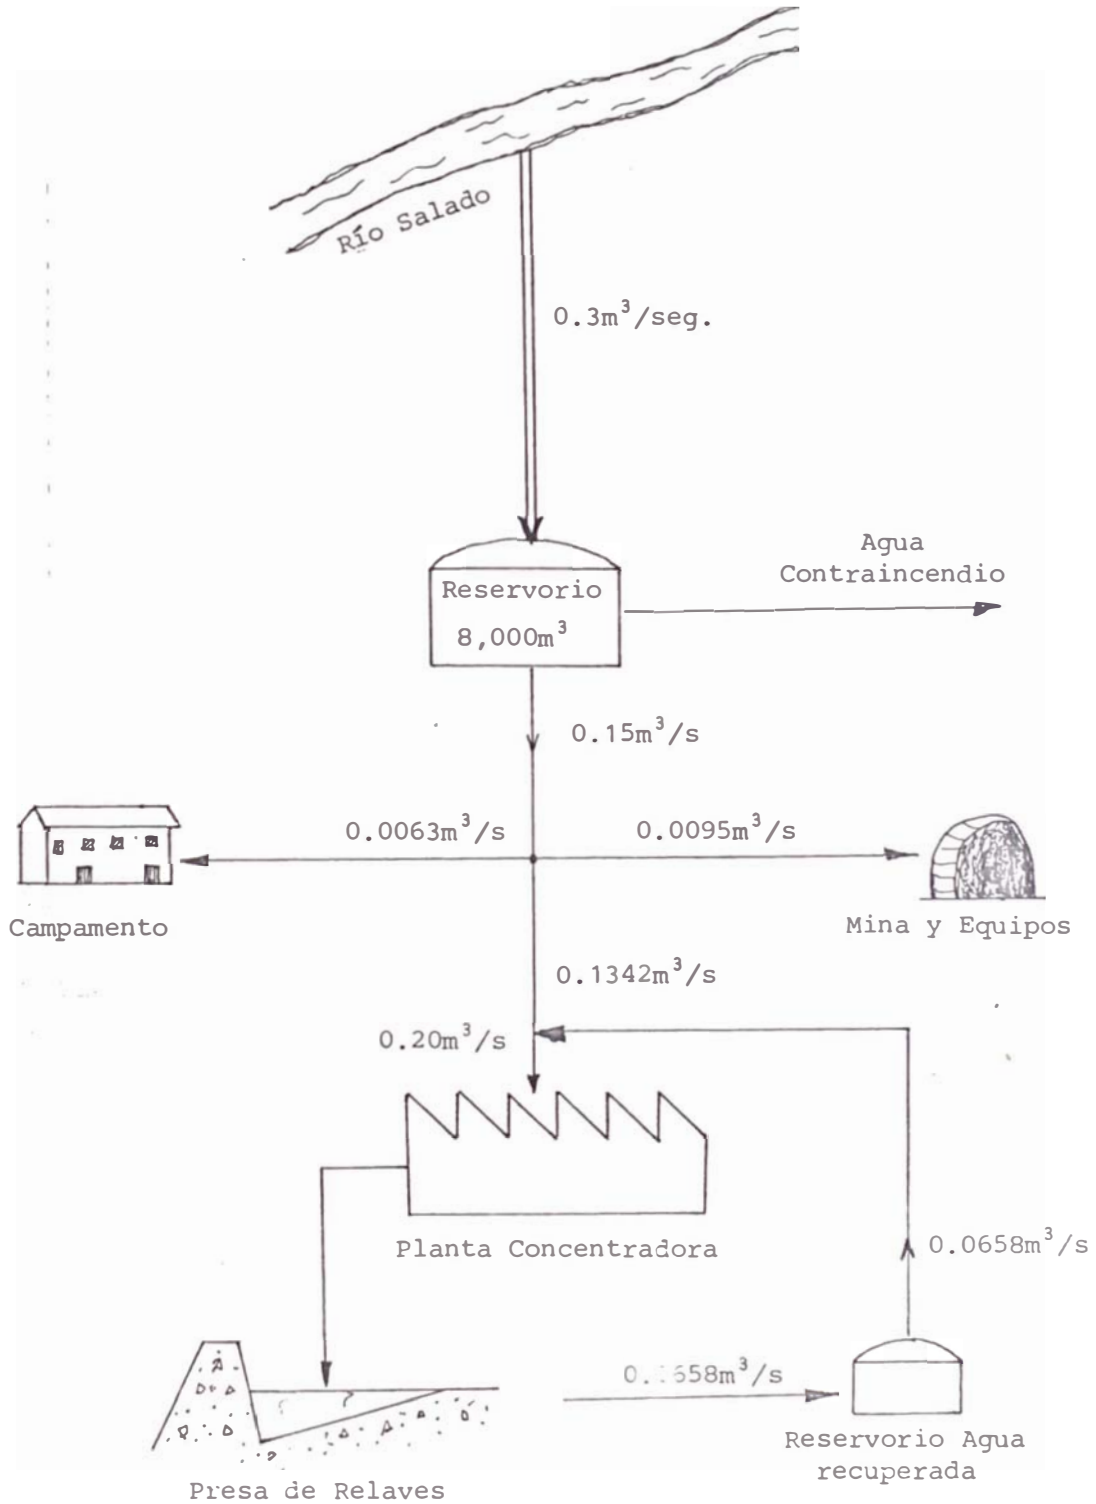 Río Salado
0.3m³/seg.
Agua
Contraincendio
Reservorio
8,000m³
0.15m³/s
0.0063m³/s
0.0095m³/s
Campamento
Mina y Equipos
0.1342m³/s
0.20m³/s
Planta Concentradora
0.0658m³/s
Reservorio Agua
recuperada
Presa de Relaves